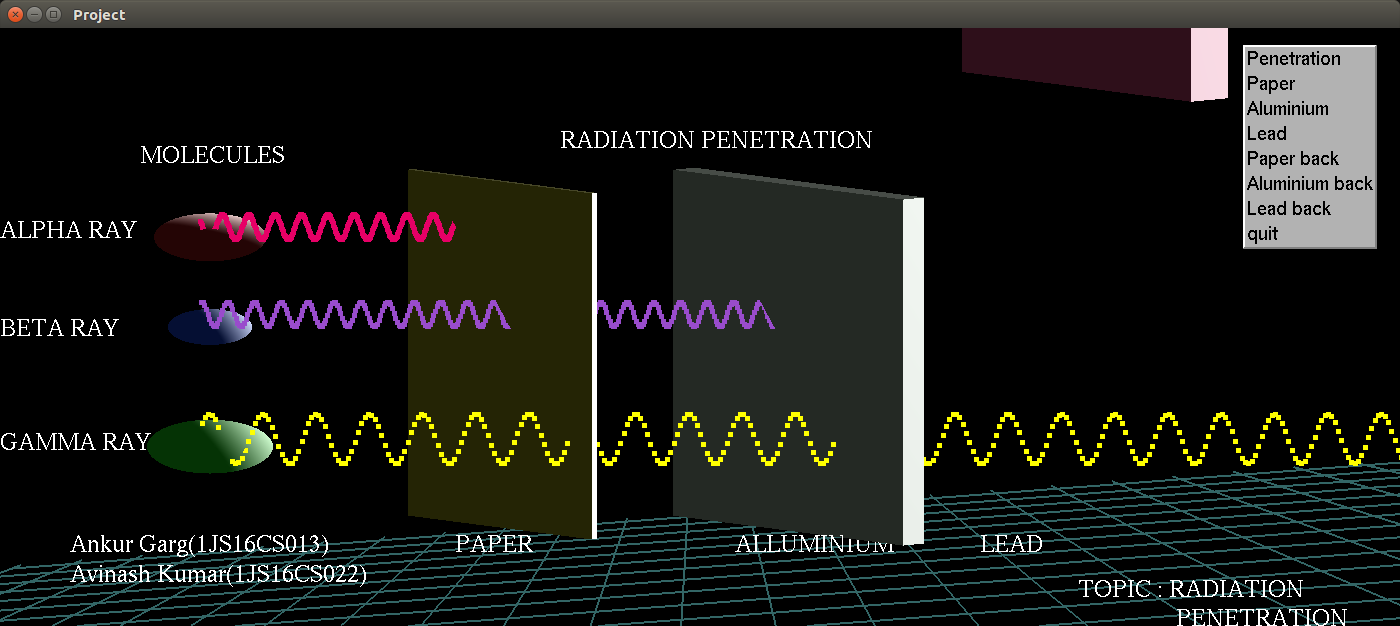 Project
Penetration
Paper
Aluminium
Lead
Paper back
Aluminium back
Lead back
quit
RADIATION PENETRATION
MOLECULES
ALPHA RAY
BETA RAY
GAMMA RAY
Ankur Garg(1JS16CS013)
Avinash Kumar(1JS16CS022)
PAPER
ALLUMINIUM
LEAD
TOPIC : RADIATION
PENETRATION